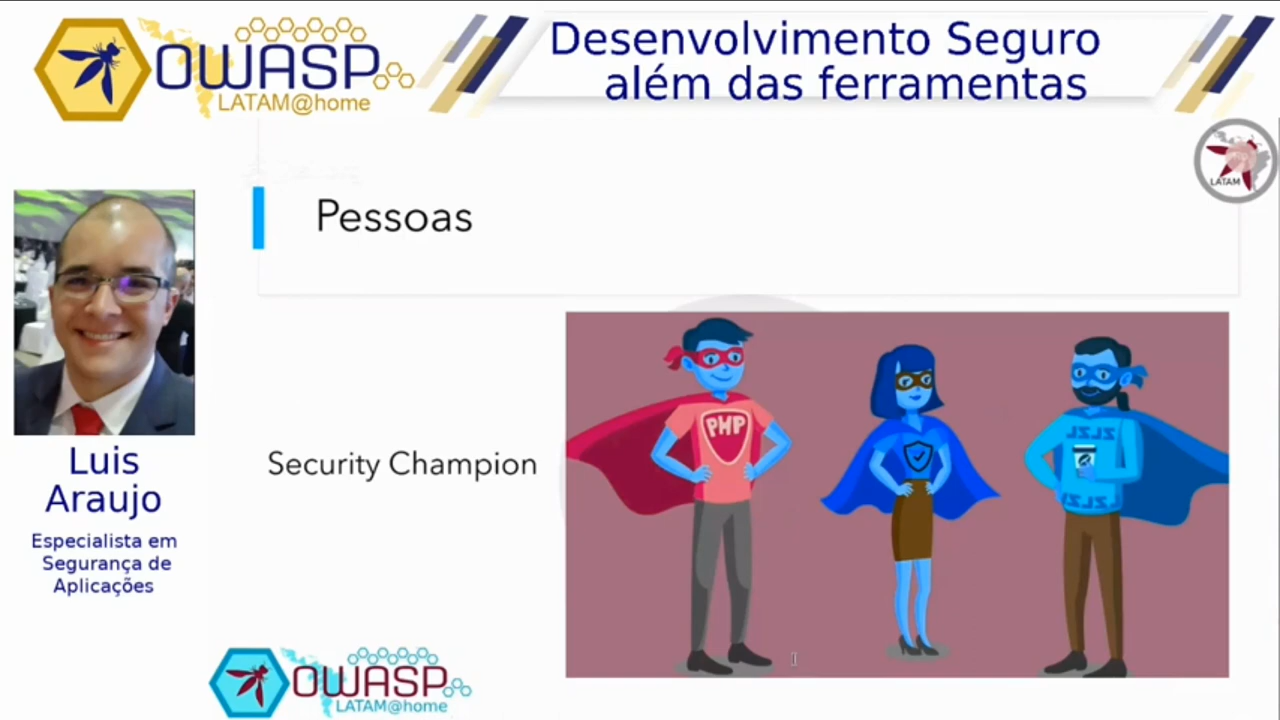 OWASP
LATAM@home
Desenvolvimento Seguro
além das ferramentas
LATAM
Pessoas
PHP
Security Champion
Luis
Araujo
Especialista em
Segurança de
Aplicações
OWASP
LATAM@home